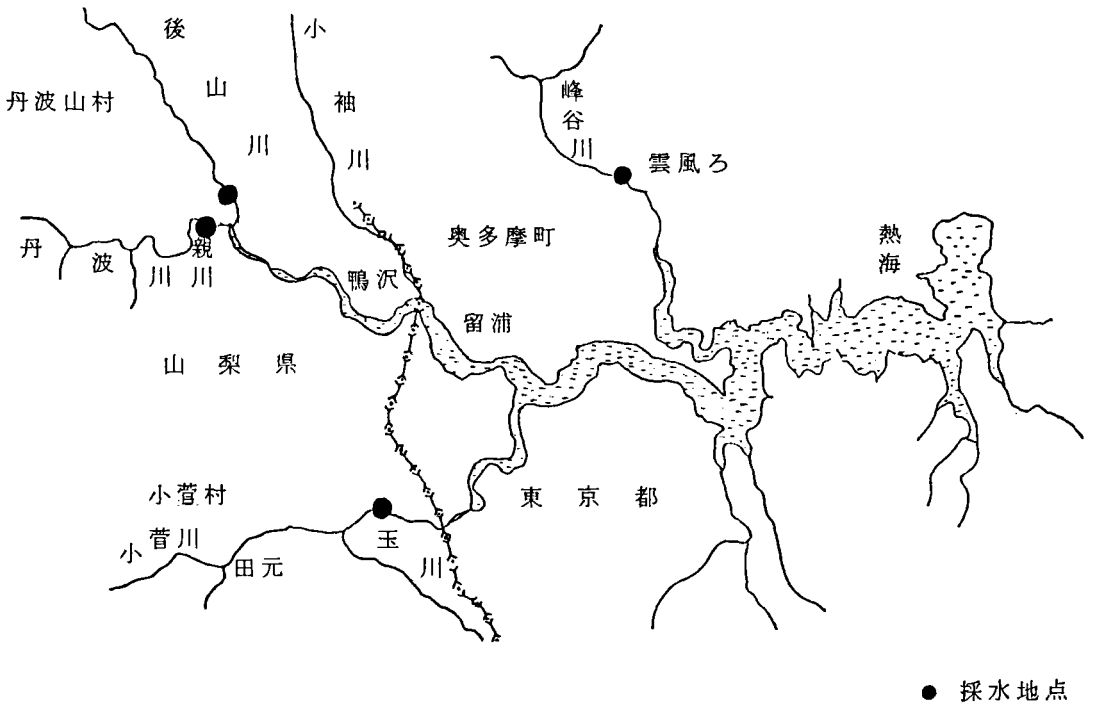 後山川
小袖川
丹波山村
峰谷川
雲風ろ
奥多摩町
熱海
丹波川
親川
鴨沢
留浦
山梨県
小菅村
小菅川
田元
玉川
東京都
採水地点